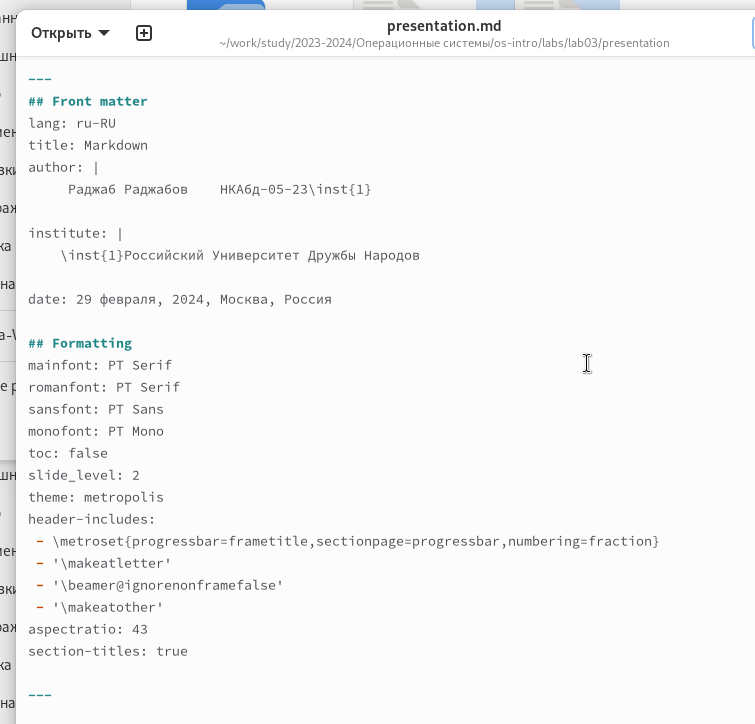 Открыть
presentation.md
~/work/study/2023-2024/Операционные системы/os-intro/labs/lab03/presentation
---
## Front matter
lang: ru-RU
title: Markdown
author: |
     Раджаб Раджабов    НКАбд-05-23\inst{1}
institute: |
    \inst{1}Российский Университет Дружбы Народов
date: 29 февраля, 2024, Москва, Россия
## Formatting
mainfont: PT Serif
romanfont: PT Serif
sansfont: PT Sans
monofont: PT Mono
toc: false
slide_level: 2
theme: metropolis
header-includes:
 - \metroset{progressbar=frametitle,sectionpage=progressbar,numbering=fraction}
 - '\makeatletter'
 - '\beamer@ignorenonframefalse'
 - '\makeatother'
aspectratio: 43
section-titles: true
---